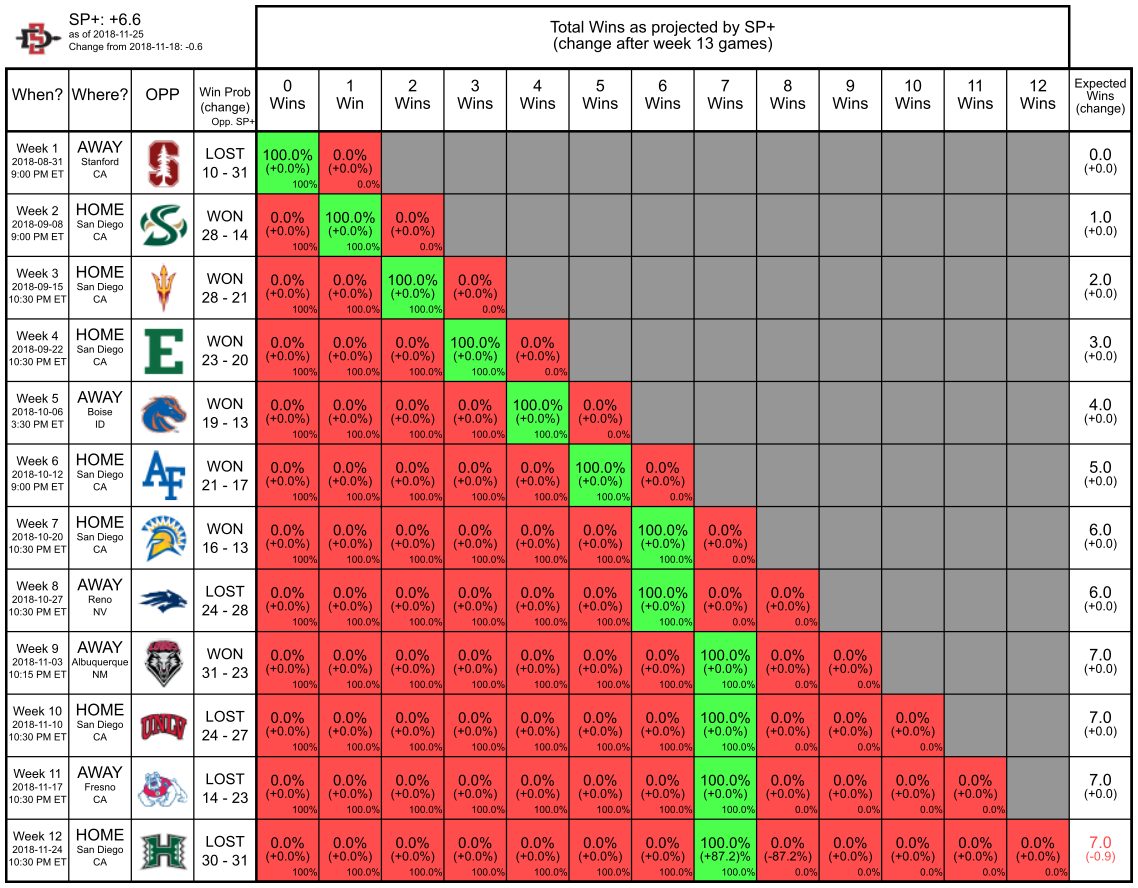 SP+: +6.6
as of 2018-11-25
Change from 2018-11-18: -0.6
Total Wins as projected by SP+
(change after week 13 games)
When? Where? OPP Win Prob (change) Opp. SP+ 0 Wins 1 Win 2 Wins 3 Wins 4 Wins 5 Wins 6 Wins 7 Wins 8 Wins 9 Wins 10 Wins 11 Wins 12 Wins Expected Wins (change)
Week 1 AWAY LOST 100.0% 0.0% 0.0
2018-08-31 Stanford 10 - 31 (+0.0%) (+0.0%) (+0.0)
9:00 PM ET CA 100% 0.0%
Week 2 HOME WON 0.0% 100.0% 0.0% 1.0
2018-09-08 San Diego 28 - 14 (+0.0%) (+0.0%) (+0.0%) (+0.0)
9:00 PM ET CA 100% 100.0% 0.0%
Week 3 HOME WON 0.0% 0.0% 100.0% 0.0% 2.0
2018-09-15 San Diego 28 - 21 (+0.0%) (+0.0%) (+0.0%) (+0.0%) (+0.0)
10:30 PM ET CA 100% 100.0% 100.0% 0.0%
Week 4 HOME E WON 0.0% 0.0% 0.0% 100.0% 0.0% 3.0
2018-09-22 San Diego 23 - 20 (+0.0%) (+0.0%) (+0.0%) (+0.0%) (+0.0%) (+0.0)
10:30 PM ET CA 100% 100.0% 100.0% 100.0% 0.0%
Week 5 AWAY WON 0.0% 0.0% 0.0% 0.0% 100.0% 0.0% 4.0
2018-10-06 Boise 19 - 13 (+0.0%) (+0.0%) (+0.0%) (+0.0%) (+0.0%) (+0.0%) (+0.0)
3:30 PM ET ID 100% 100.0% 100.0% 100.0% 100.0% 0.0%
Week 6 HOME AF WON 0.0% 0.0% 0.0% 0.0% 0.0% 100.0% 0.0% 5.0
2018-10-12 San Diego 21 - 17 (+0.0%) (+0.0%) (+0.0%) (+0.0%) (+0.0%) (+0.0%) (+0.0%) (+0.0)
9:00 PM ET CA 100% 100.0% 100.0% 100.0% 100.0% 100.0% 0.0%
Week 7 HOME WON 0.0% 0.0% 0.0% 0.0% 0.0% 0.0% 100.0% 0.0% 6.0
2018-10-20 San Diego 16 - 13 (+0.0%) (+0.0%) (+0.0%) (+0.0%) (+0.0%) (+0.0%) (+0.0%) (+0.0%) (+0.0)
10:30 PM ET CA 100% 100.0% 100.0% 100.0% 100.0% 100.0% 100.0% 0.0%
Week 8 AWAY LOST 0.0% 0.0% 0.0% 0.0% 0.0% 0.0% 100.0% 0.0% 0.0% 6.0
2018-10-27 Reno 24 - 28 (+0.0%) (+0.0%) (+0.0%) (+0.0%) (+0.0%) (+0.0%) (+0.0%) (+0.0%) (+0.0%) (+0.0)
10:30 PM ET NV 100% 100.0% 100.0% 100.0% 100.0% 100.0% 100.0% 0.0% 0.0%
Week 9 AWAY WON 0.0% 0.0% 0.0% 0.0% 0.0% 0.0% 0.0% 100.0% 0.0% 0.0% 7.0
2018-11-03 Albuquerque 31 - 23 (+0.0%) (+0.0%) (+0.0%) (+0.0%) (+0.0%) (+0.0%) (+0.0%) (+0.0%) (+0.0%) (+0.0%) (+0.0)
10:15 PM ET NM 100% 100.0% 100.0% 100.0% 100.0% 100.0% 100.0% 100.0% 0.0% 0.0%
Week 10 HOME UNLV LOST 0.0% 0.0% 0.0% 0.0% 0.0% 0.0% 0.0% 100.0% 0.0% 0.0% 0.0% 7.0
2018-11-10 San Diego 24 - 27 (+0.0%) (+0.0%) (+0.0%) (+0.0%) (+0.0%) (+0.0%) (+0.0%) (+0.0%) (+0.0%) (+0.0%) (+0.0%) (+0.0)
10:30 PM ET CA 100% 100.0% 100.0% 100.0% 100.0% 100.0% 100.0% 100.0% 0.0% 0.0% 0.0%
Week 11 AWAY LOST 0.0% 0.0% 0.0% 0.0% 0.0% 0.0% 0.0% 100.0% 0.0% 0.0% 0.0% 0.0% 7.0
2018-11-17 Fresno 14 - 23 (+0.0%) (+0.0%) (+0.0%) (+0.0%) (+0.0%) (+0.0%) (+0.0%) (+0.0%) (+0.0%) (+0.0%) (+0.0%) (+0.0%) (+0.0)
10:30 PM ET CA 100% 100.0% 100.0% 100.0% 100.0% 100.0% 100.0% 100.0% 0.0% 0.0% 0.0% 0.0%
Week 12 HOME H LOST 0.0% 0.0% 0.0% 0.0% 0.0% 0.0% 0.0% 100.0% 0.0% 0.0% 0.0% 0.0% 0.0% 7.0
2018-11-24 San Diego 30 - 31 (+0.0%) (+0.0%) (+0.0%) (+0.0%) (+0.0%) (+0.0%) (+0.0%) (+87.2)% (-87.2%) (+0.0%) (+0.0%) (+0.0%) (+0.0%) (-0.9)
10:30 PM ET CA 100% 100.0% 100.0% 100.0% 100.0% 100.0% 100.0% 100.0% 0.0% 0.0% 0.0% 0.0% 0.0%